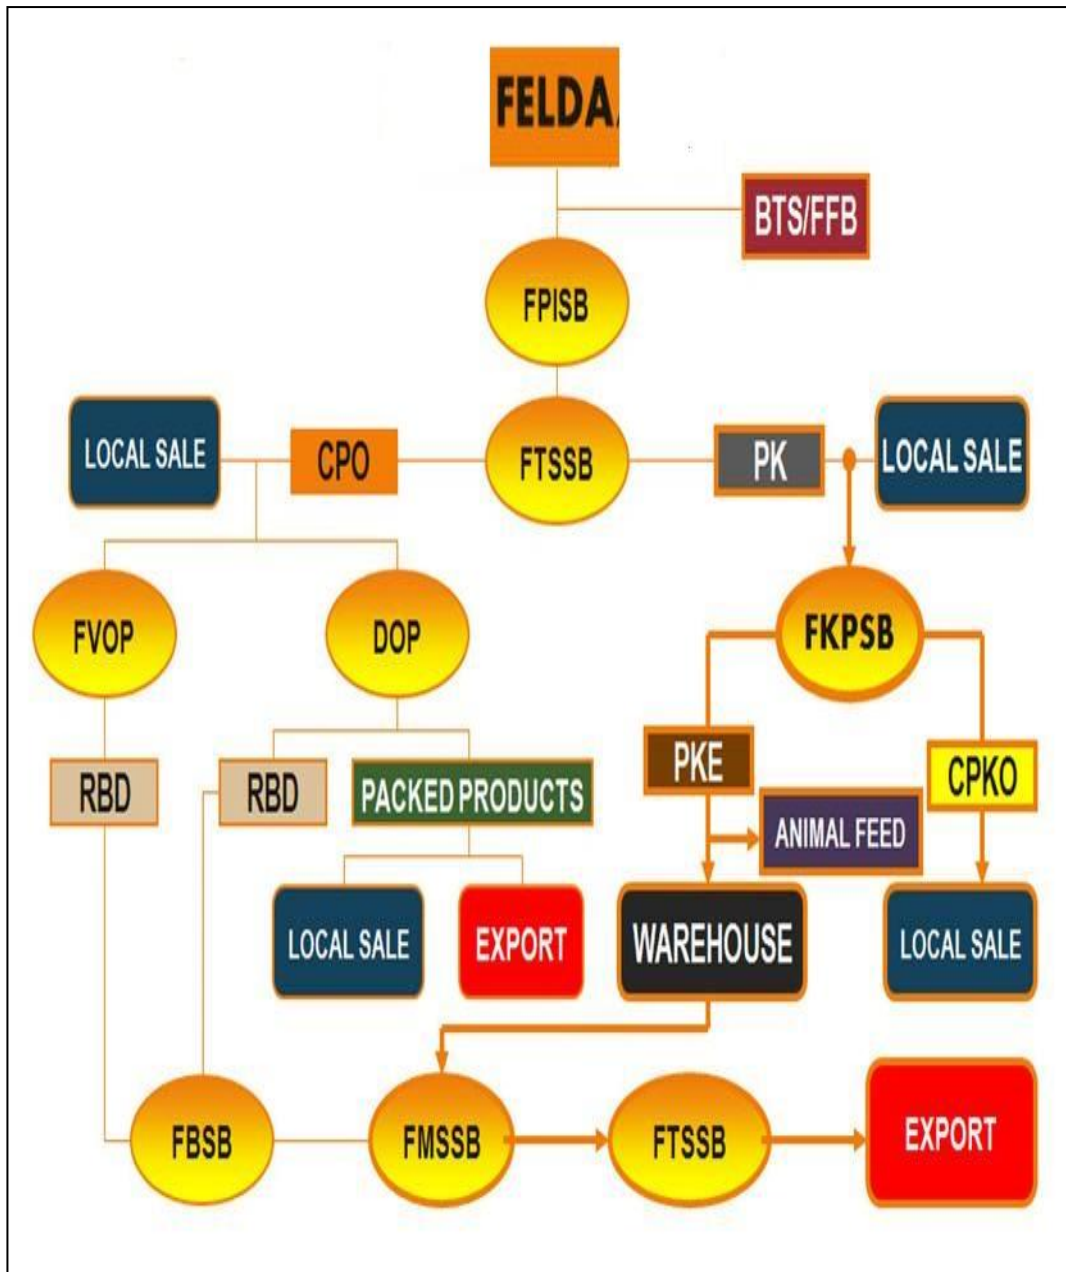 FELDA
BTS/FFB
FPISB
LOCAL SALE
CPO
FTSSB
PK
LOCAL SALE
FVOP
DOP
FKPSB
RBD
RBD
PACKED PRODUCTS
PKE
CPKO
ANIMAL FEED
LOCAL SALE
EXPORT
WAREHOUSE
LOCAL SALE
FBSB
FMSSB
FTSSB
EXPORT